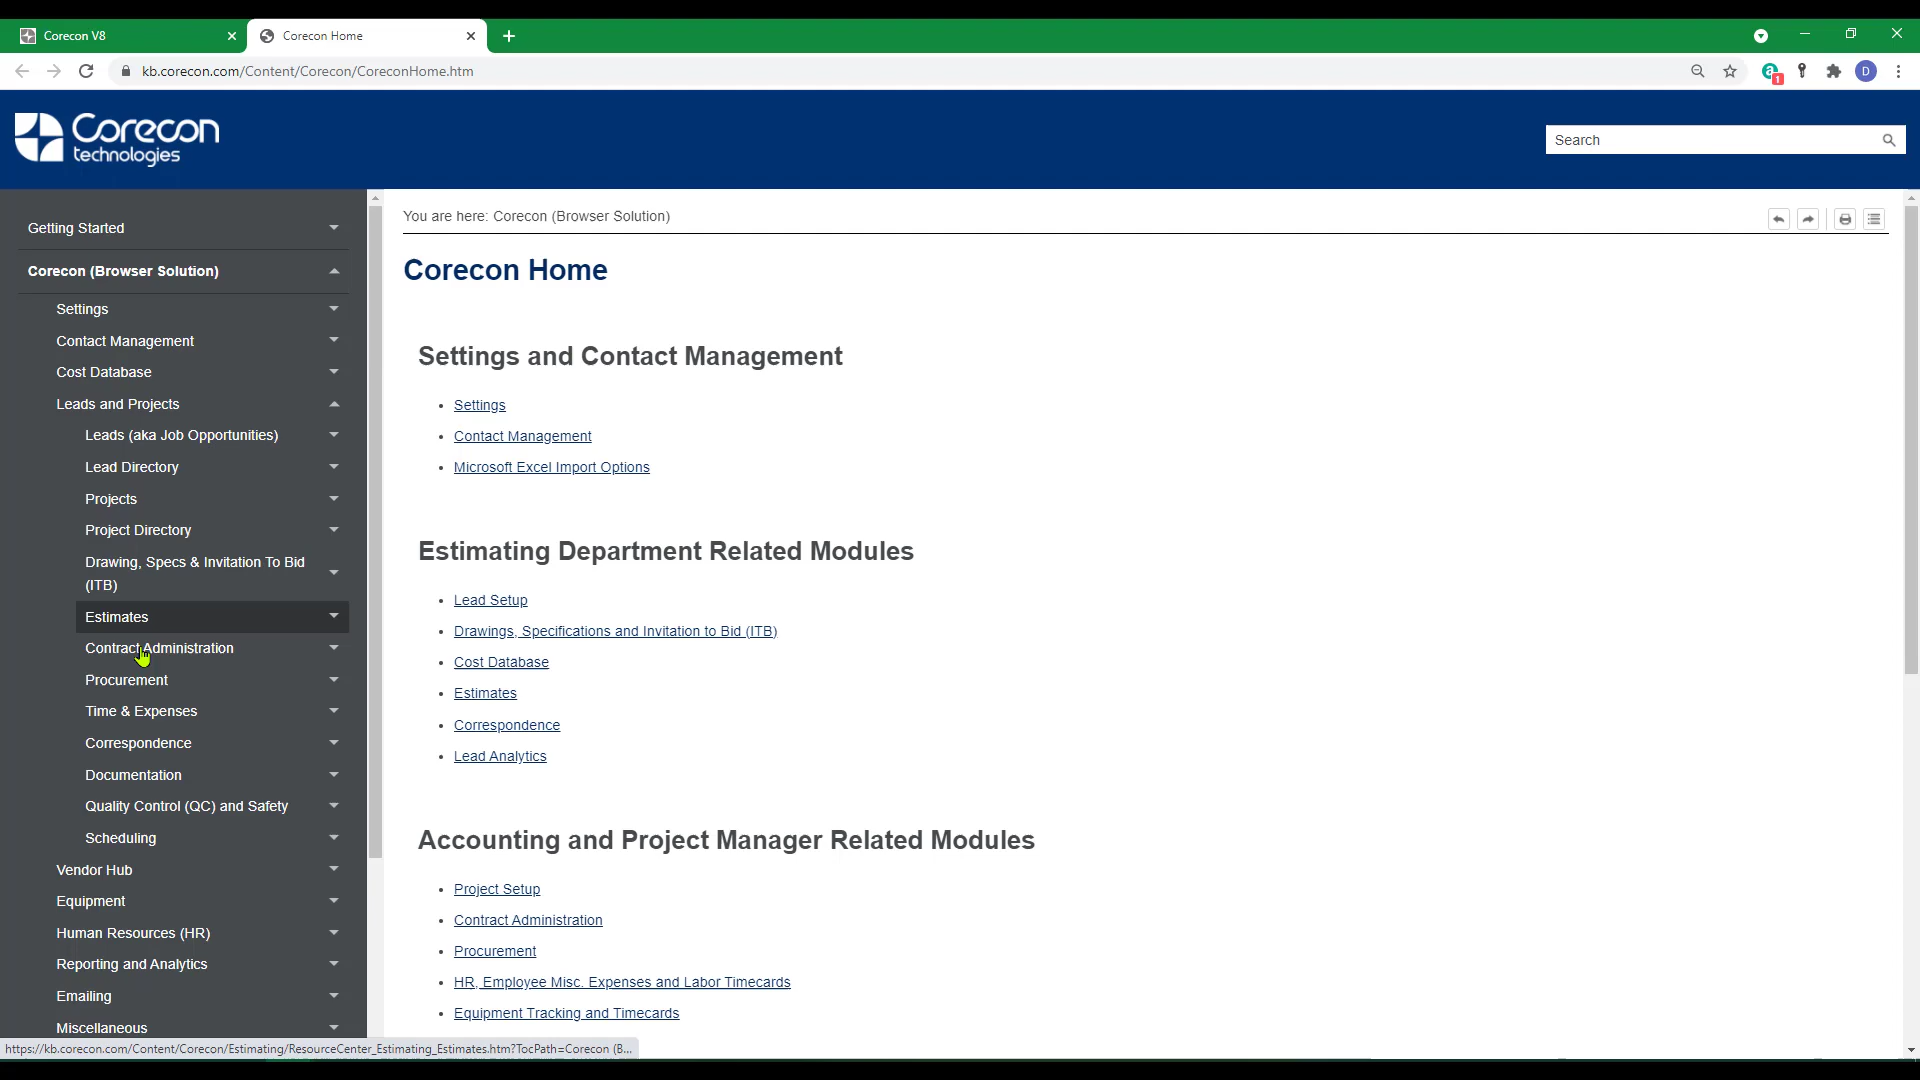 Corecon V8
Corecon Home
kb.corecon.com/Content/Corecon/CoreconHome.htm
1
D
Corecon
technologies
Search
Getting Started
Corecon (Browser Solution)
Settings
Contact Management
Cost Database
Leads and Projects
Leads (aka Job Opportunities)
Lead Directory
Projects
Project Directory
Drawing, Specs & Invitation To Bid
(ITB)
Estimates
Contract Administration
Procurement
Time & Expenses
Correspondence
Documentation
Quality Control (QC) and Safety
Scheduling
Vendor Hub
Equipment
Human Resources (HR)
Reporting and Analytics
Emailing
Miscellaneous
You are here: Corecon (Browser Solution)
Corecon Home
Settings and Contact Management
• Settings
• Contact Management
• Microsoft Excel Import Options
Estimating Department Related Modules
• Lead Setup
• Drawings, Specifications and Invitation to Bid (ITB)
• Cost Database
• Estimates
• Correspondence
• Lead Analytics
Accounting and Project Manager Related Modules
• Project Setup
• Contract Administration
• Procurement
• HR, Employee Misc. Expenses and Labor Timecards
• Equipment Tracking and Timecards
https://kb.corecon.com/Content/Corecon/Estimating/ResourceCenter_Estimating_Estimates.htm?TocPath=Corecon (B...